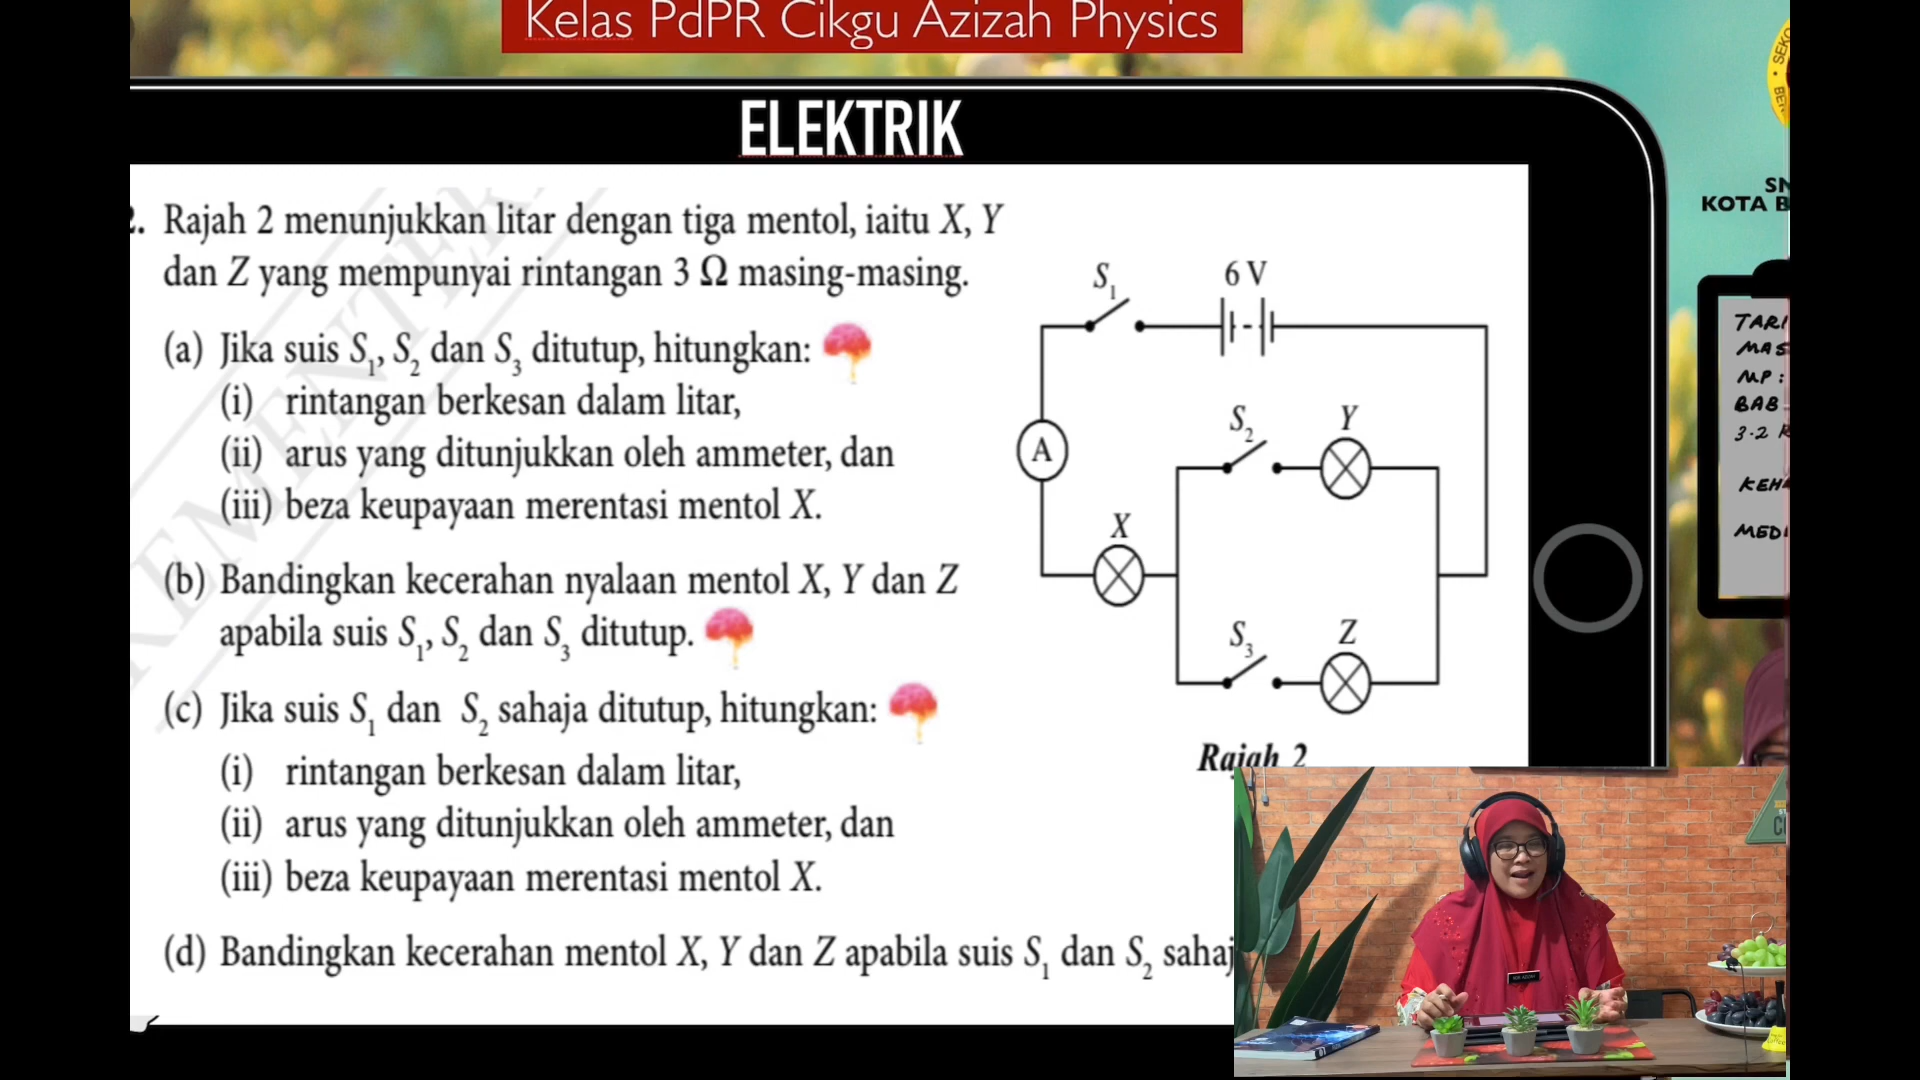 Kelas PdPR Cikgu Azizah Physics
ELEKTRIK
Rajah 2 menunjukkan litar dengan tiga mentol, iaitu X, Y
dan Z yang mempunyai rintangan 3 Ω masing-masing.
(a) Jika suis S₁, S₂ dan S₃ ditutup, hitungkan:
(i) rintangan berkesan dalam litar,
(ii) arus yang ditunjukkan oleh ammeter, dan
(iii) beza keupayaan merentasi mentol X.
(b) Bandingkan kecerahan nyalaan mentol X, Y dan Z
apabila suis S₁, S₂ dan S₃ ditutup.
(c) Jika suis S₁ dan S₂ sahaja ditutup, hitungkan:
(i) rintangan berkesan dalam litar,
(ii) arus yang ditunjukkan oleh ammeter, dan
(iii) beza keupayaan merentasi mentol X.
(d) Bandingkan kecerahan mentol X, Y dan Z apabila suis S₁ dan S₂ sahaj
S₁
6 V
S₂
Y
A
X
S₃
Z
Rajah 2
KOTA B
MP :
BAB
3.2